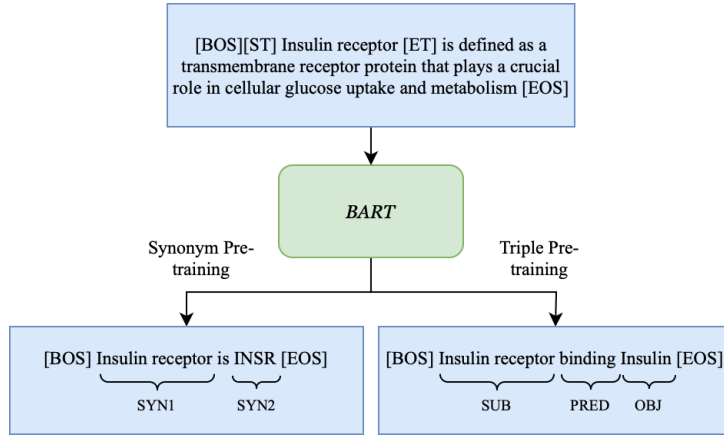 [BOS][ST] Insulin receptor [ET] is defined as a
transmembrane receptor protein that plays a crucial
role in cellular glucose uptake and metabolism [EOS]
BART
Synonym Pre-
training
Triple Pre-
training
[BOS] Insulin receptor is INSR [EOS]
SYN1 SYN2
[BOS] Insulin receptor binding Insulin [EOS]
SUB PRED OBJ